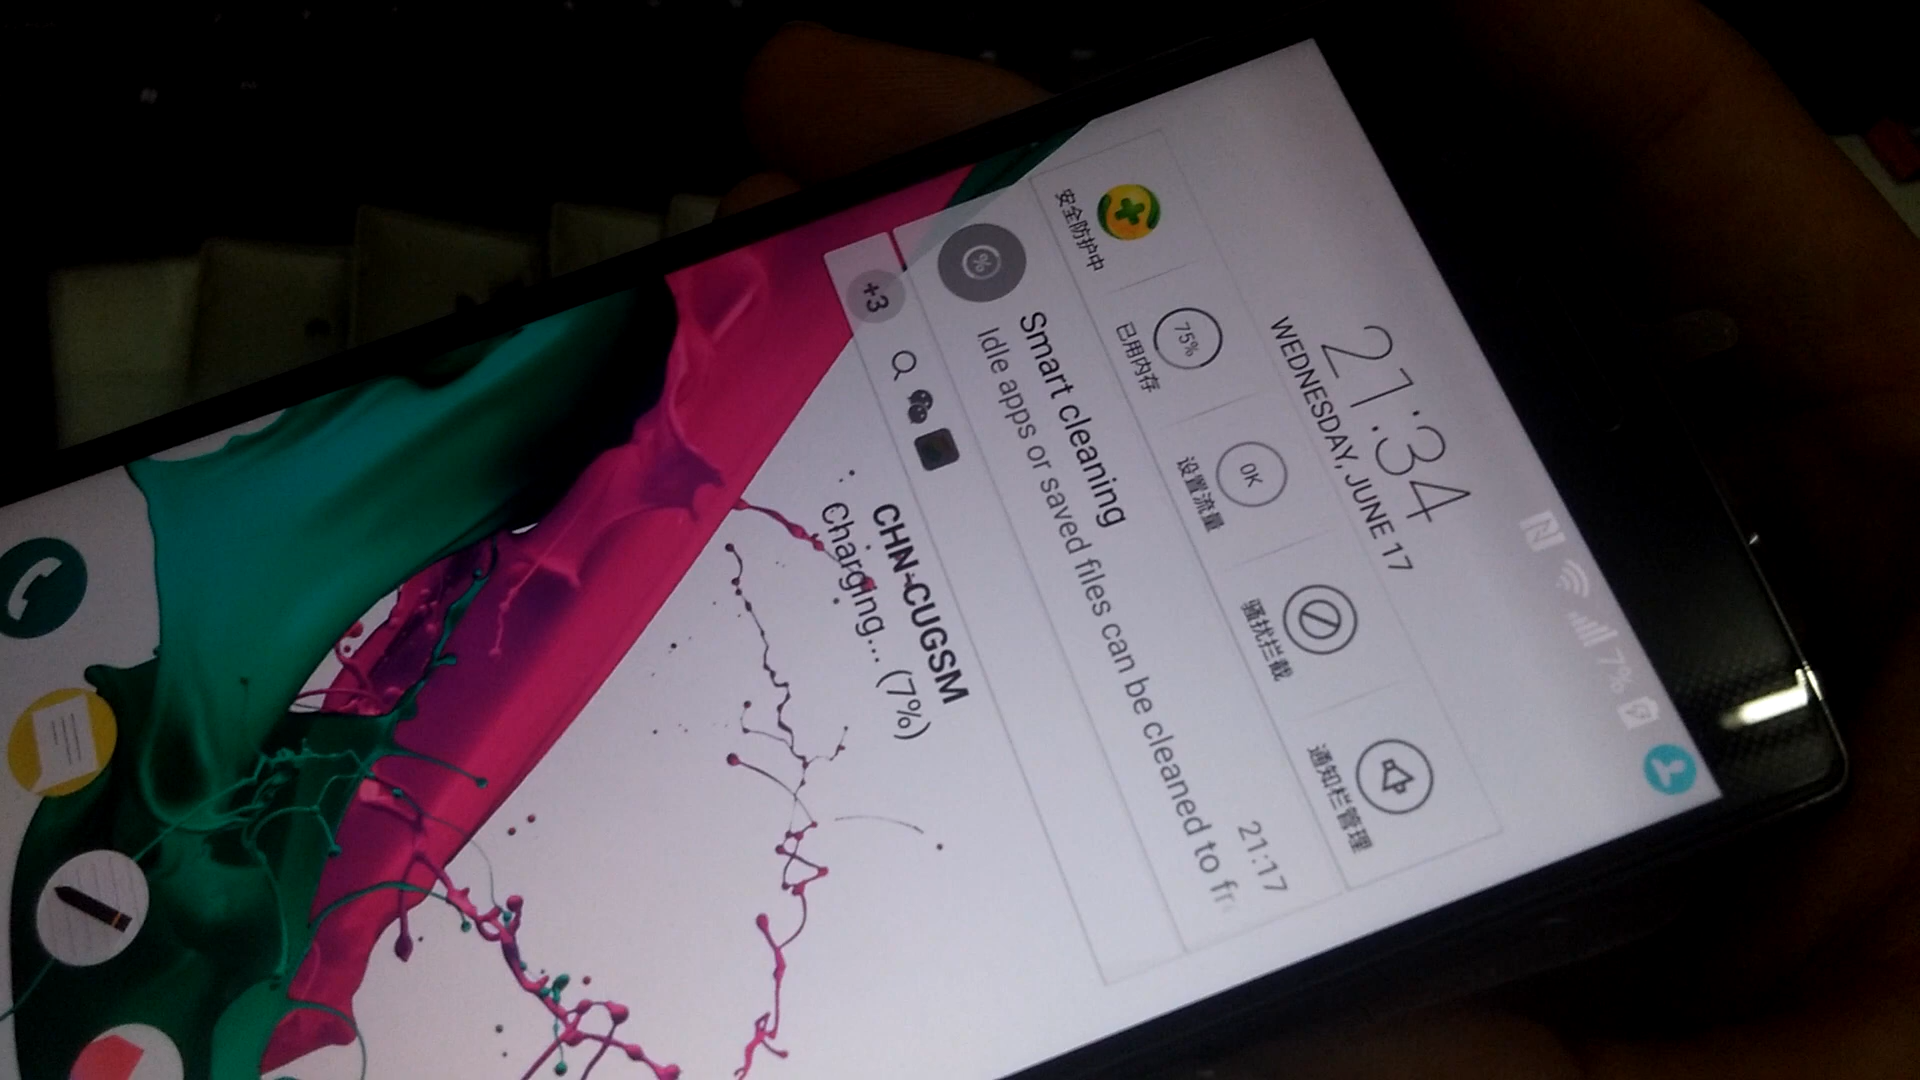 7%
21:34
WEDNESDAY, JUNE 17
安全防护中
75%
已用内存
0K
设置流量
骚扰拦截
通知栏管理
%
Smart cleaning
21:17
Idle apps or saved files can be cleaned to fr
+3
CHN-CUGSM
Charging... (7%)